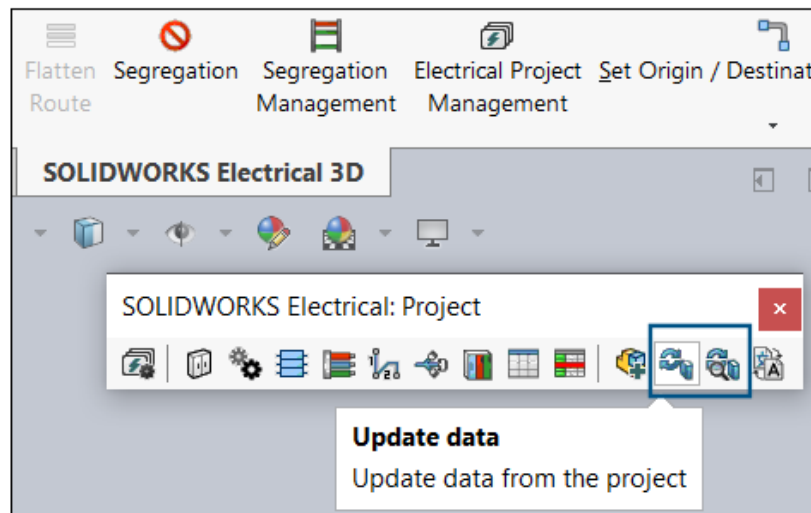 Flatten Route
Segregation
Segregation Management
Electrical Project Management
Set Origin / Destinat
SOLIDWORKS Electrical 3D
SOLIDWORKS Electrical: Project
Update data
Update data from the project